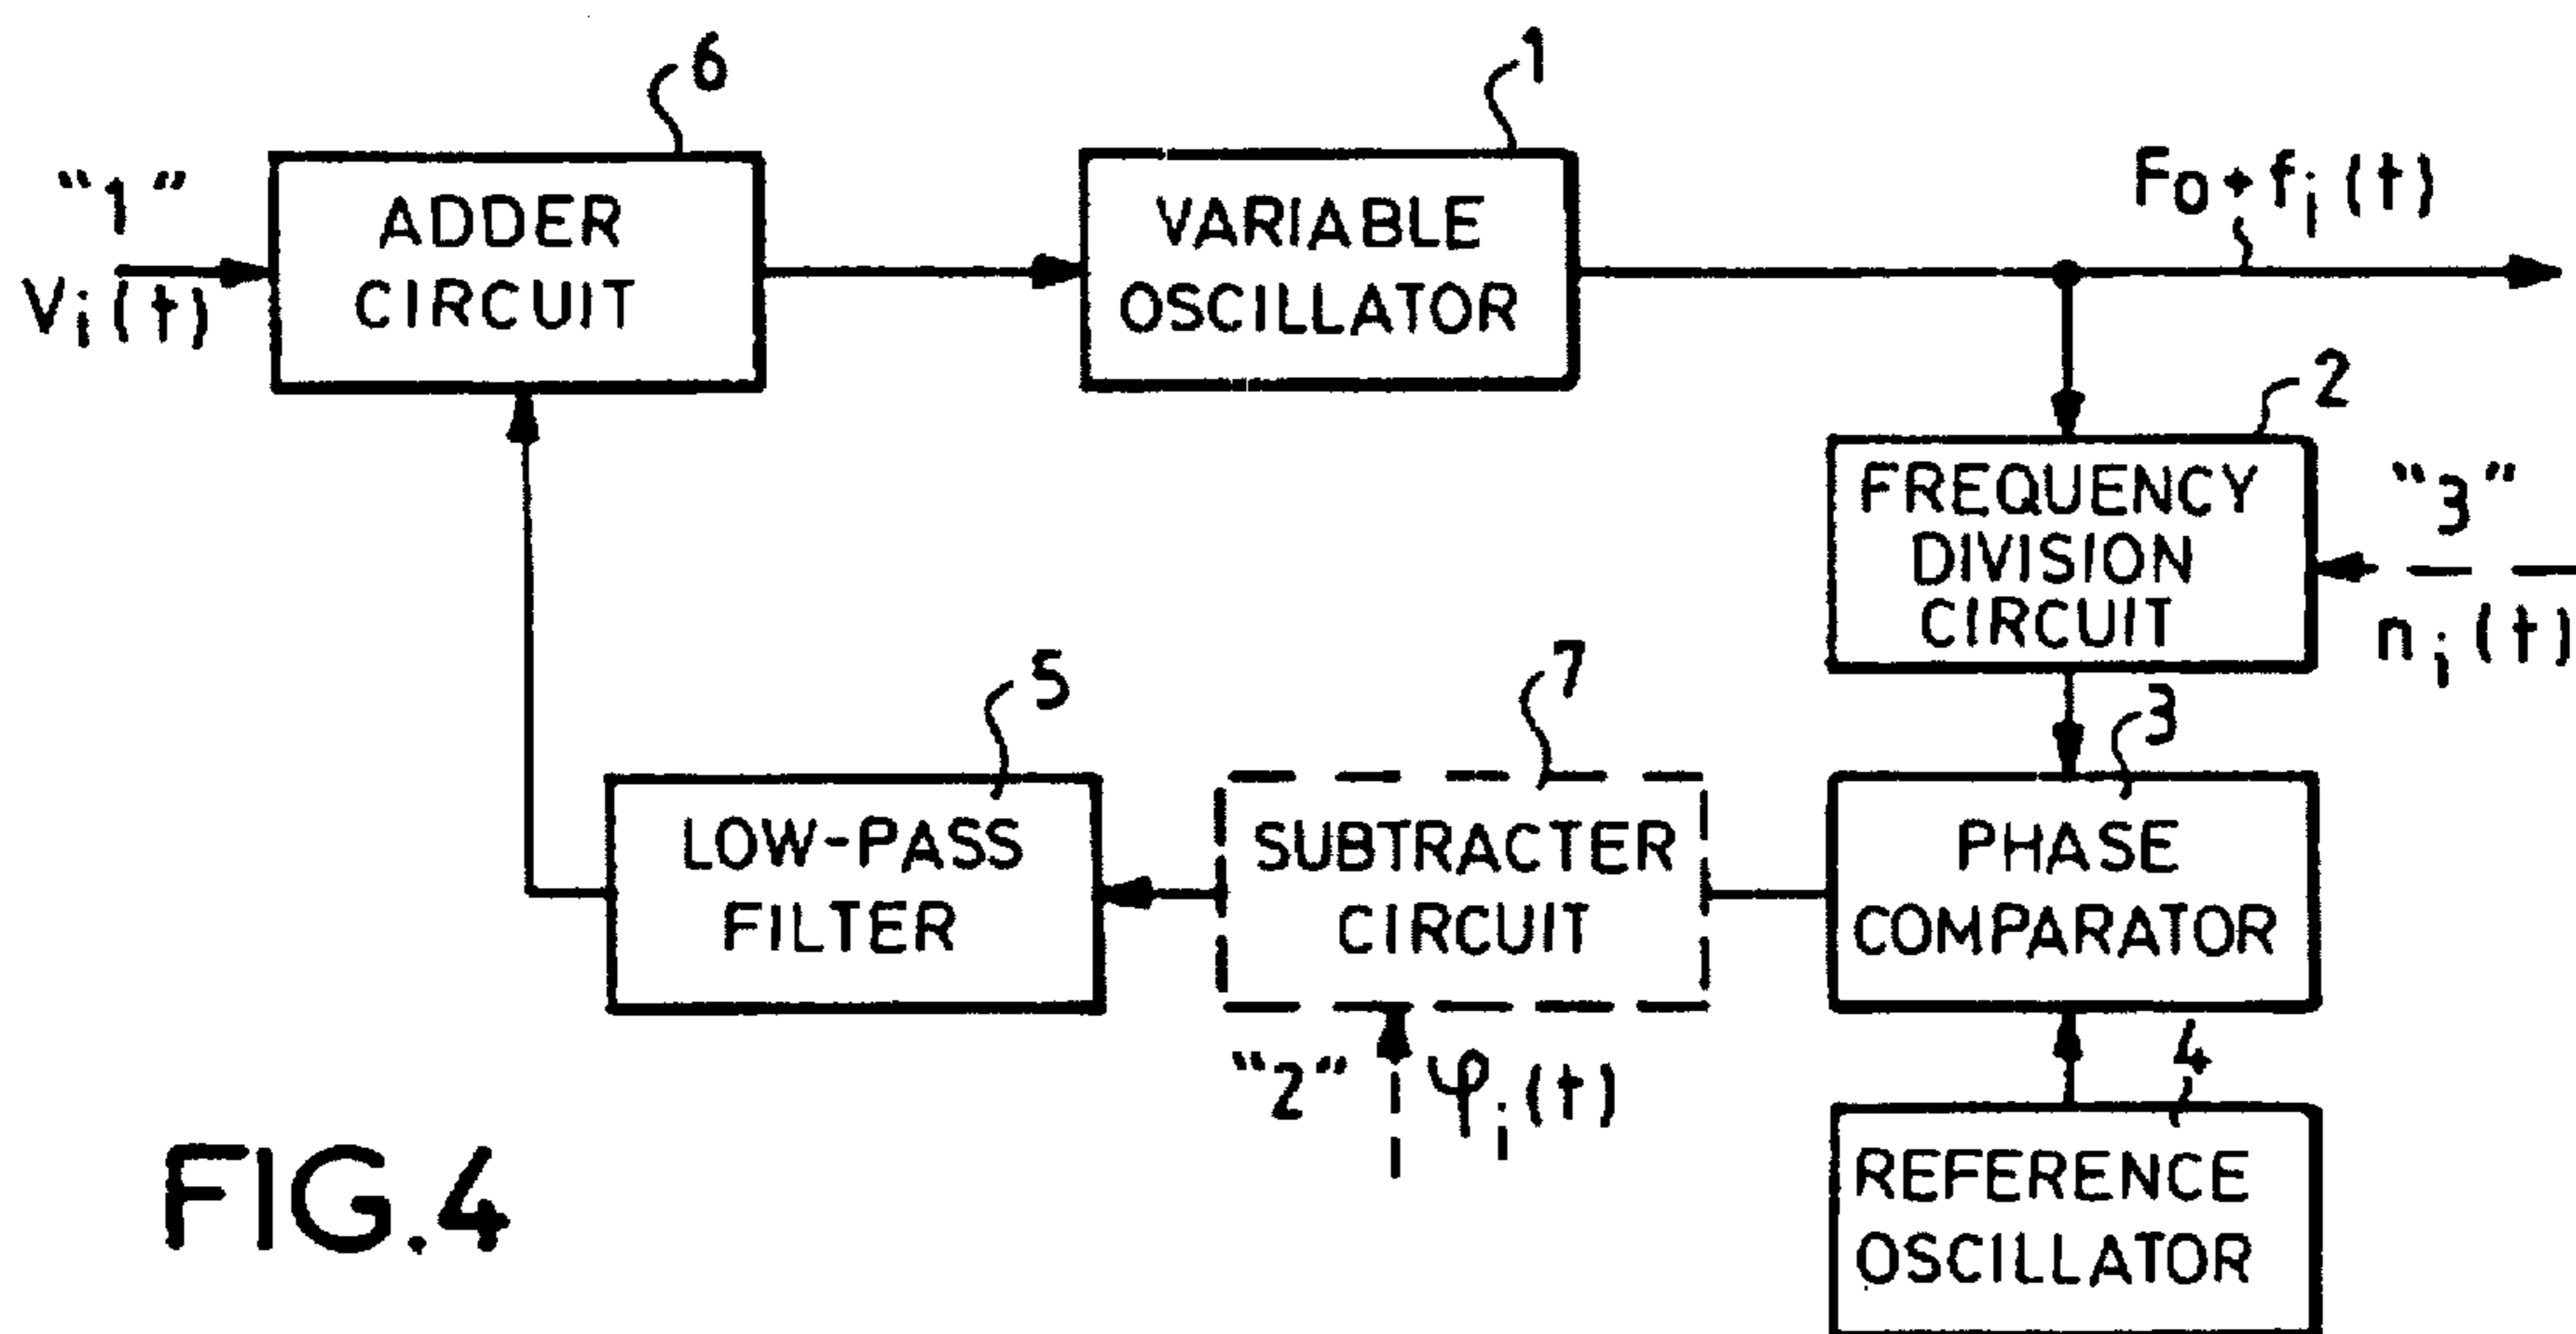 6
1
"1"
Vi(t)
ADDER
CIRCUIT
VARIABLE
OSCILLATOR
Fo+fi(t)
2
FREQUENCY
DIVISION
CIRCUIT
"3"
ni(t)
5
7
3
LOW-PASS
FILTER
SUBTRACTER
CIRCUIT
PHASE
COMPARATOR
"2"
φi(t)
4
REFERENCE
OSCILLATOR
FIG.4